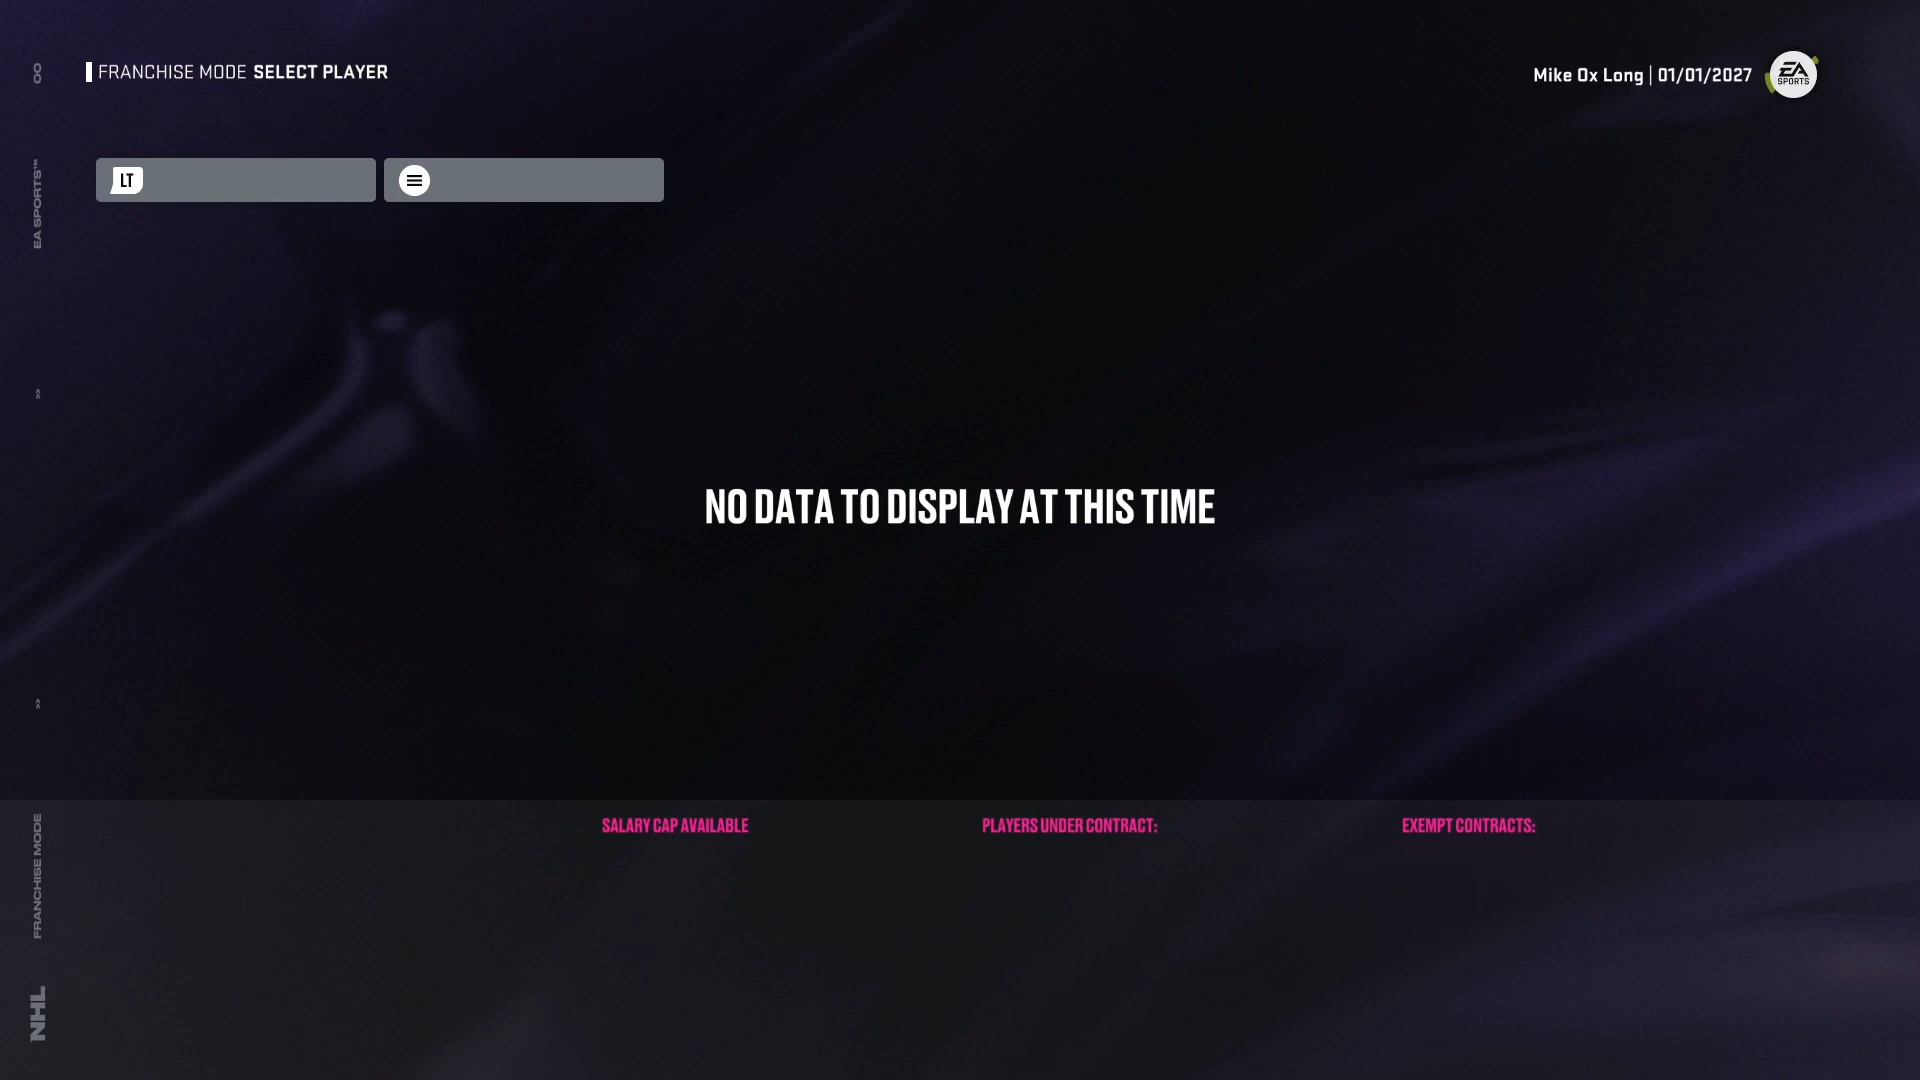 FRANCHISE MODE SELECT PLAYER
Mike Ox Long | 01/01/2027
EA SPORTS
EA SPORTS™
LT
NO DATA TO DISPLAY AT THIS TIME
SALARY CAP AVAILABLE
PLAYERS UNDER CONTRACT:
EXEMPT CONTRACTS:
FRANCHISE MODE
NHL